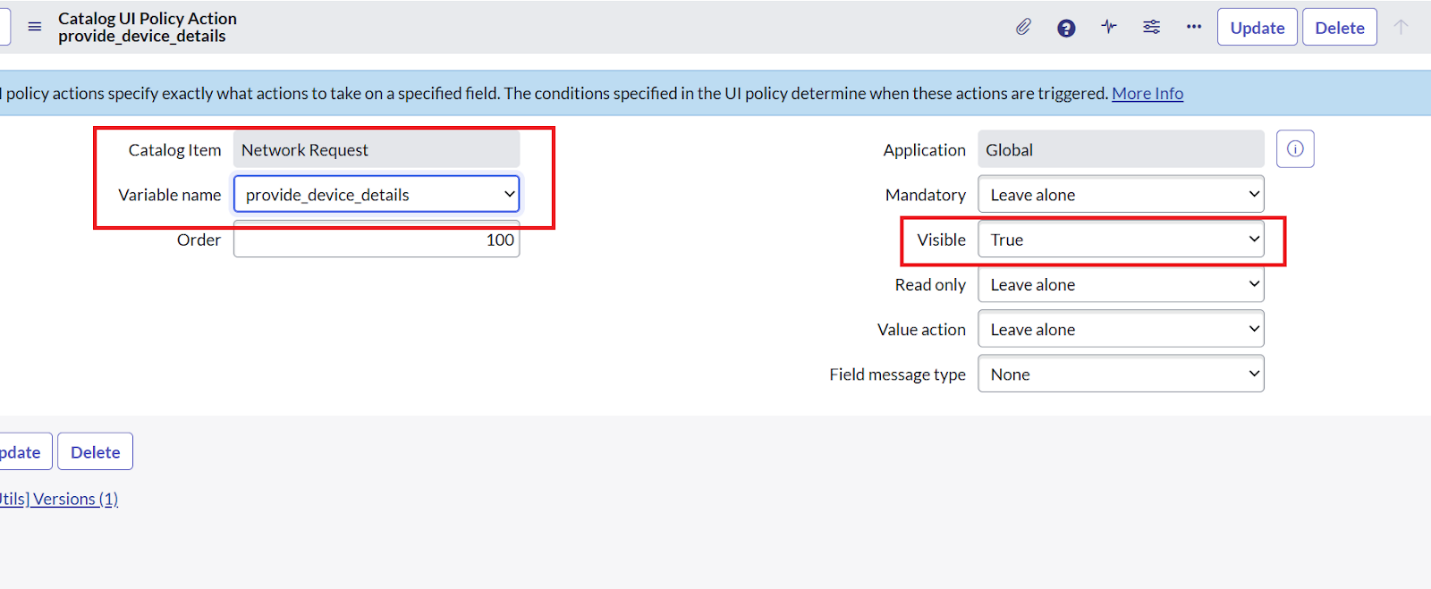 Catalog UI Policy Action
provide_device_details
Update
Delete
policy actions specify exactly what actions to take on a specified field. The conditions specified in the UI policy determine when these actions are triggered. More Info
Catalog Item Network Request
Variable name provide_device_details
Order 100
Application Global
Mandatory Leave alone
Visible True
Read only Leave alone
Value action Leave alone
Field message type None
pdate
Delete
tils] Versions (1)